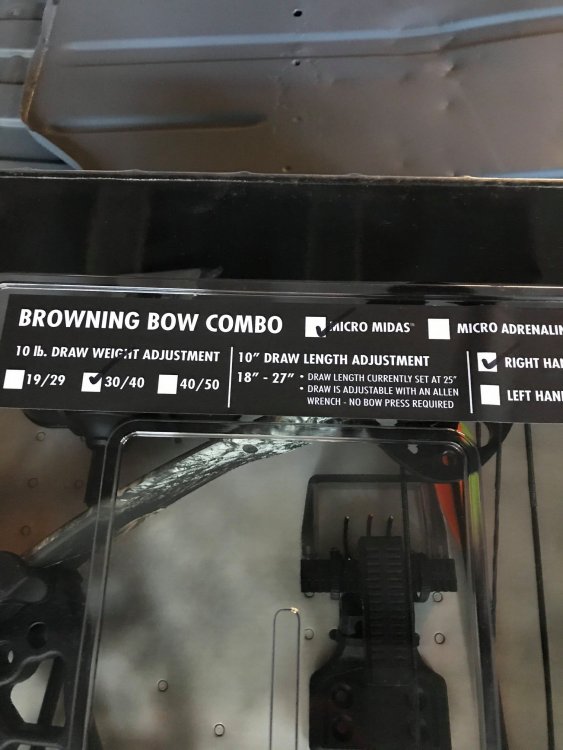 BROWNING BOW COMBO MICRO MIDAS™ MICRO ADRENALIN
10 lb. DRAW WEIGHT ADJUSTMENT
19/29 30/40 40/50
10" DRAW LENGTH ADJUSTMENT
18" - 27" • DRAW LENGTH CURRENTLY SET AT 25"
• DRAW IS ADJUSTABLE WITH AN ALLEN
WRENCH - NO BOW PRESS REQUIRED
RIGHT HAN
LEFT HAN